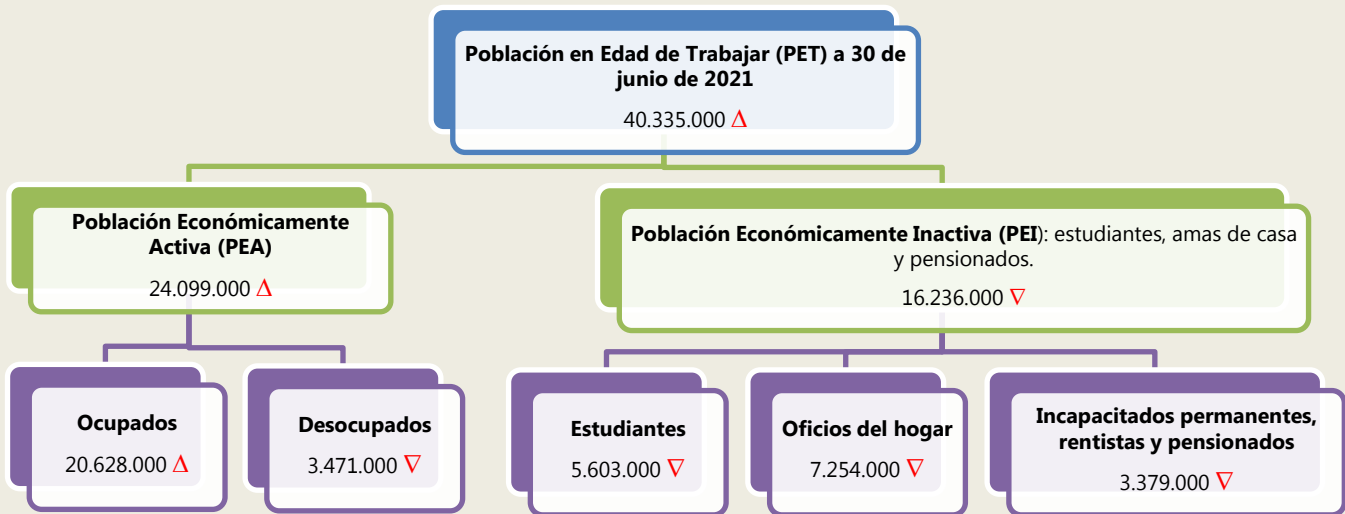 Población en Edad de Trabajar (PET) a 30 de
junio de 2021
40.335.000 Δ
Población Económicamente
Activa (PEA)
24.099.000 Δ
Población Económicamente Inactiva (PEI): estudiantes, amas de casa
y pensionados.
16.236.000 ∇
Ocupados
20.628.000 Δ
Desocupados
3.471.000 ∇
Estudiantes
5.603.000 ∇
Oficios del hogar
7.254.000 ∇
Incapacitados permanentes,
rentistas y pensionados
3.379.000 ∇